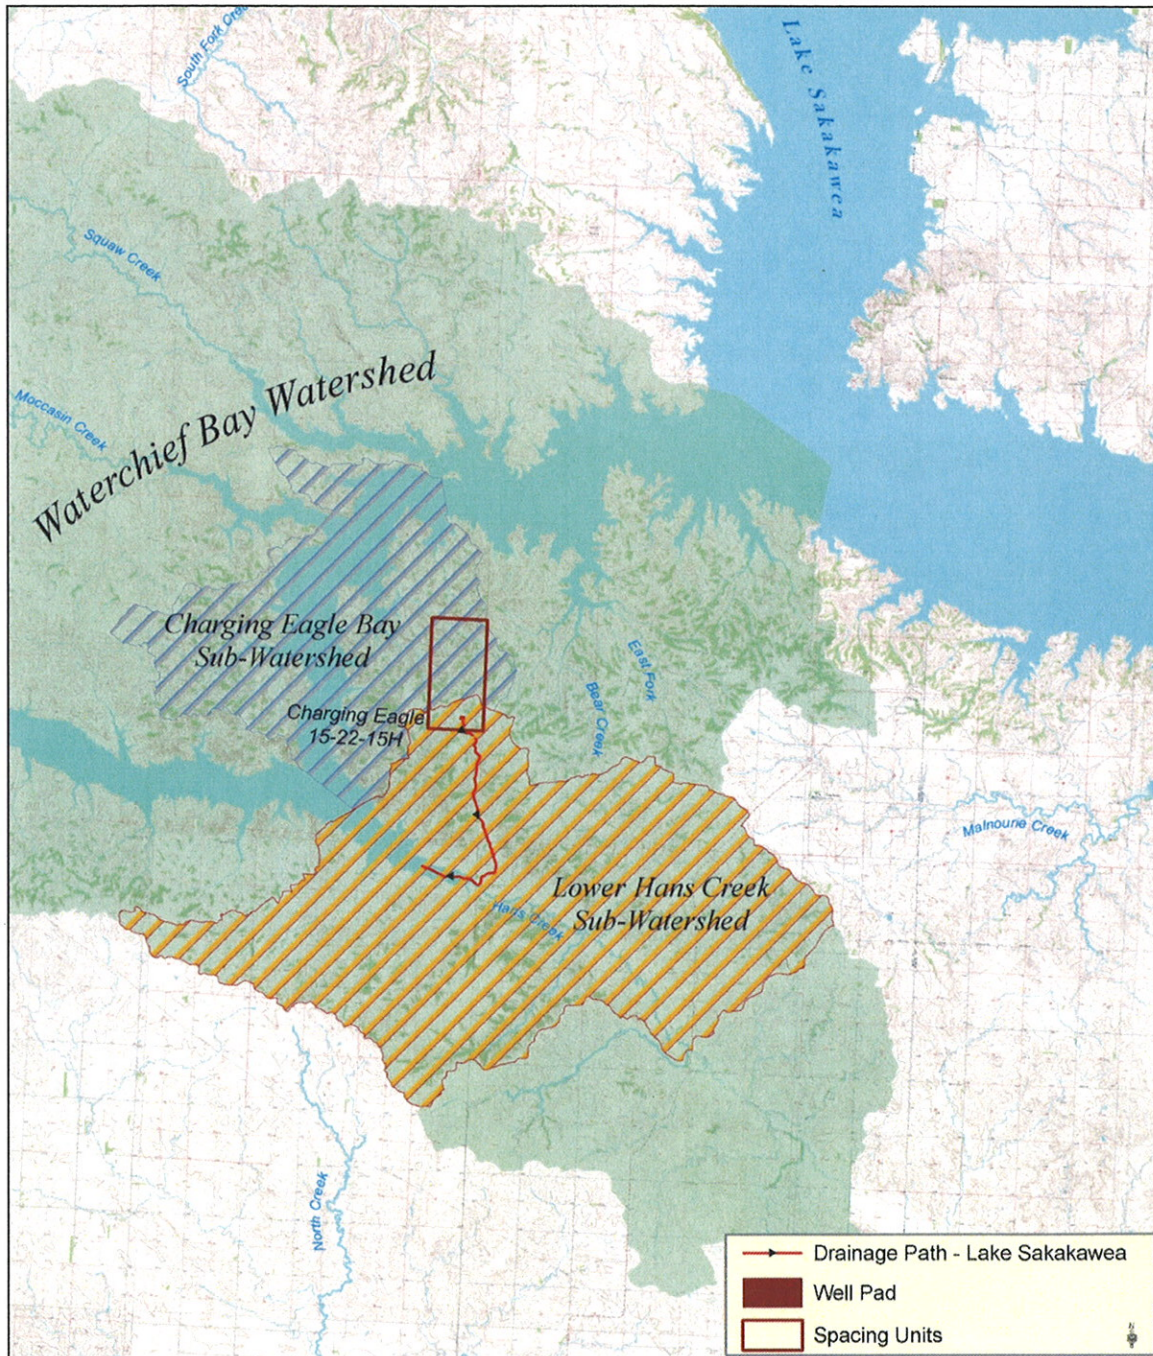 South Fork Cree
Lake Sakakawea
Squaw Creek
Waterchief Bay Watershed
Moccasin Creek
Charging Eagle Bay
Sub-Watershed
East Fork
Bear Creek
Charging Eagle
15-22-15H
Malnourie Creek
Lower Hans Creek
Sub-Watershed
Hans Creek
North Creek
Drainage Path - Lake Sakakawea
Well Pad
Spacing Units